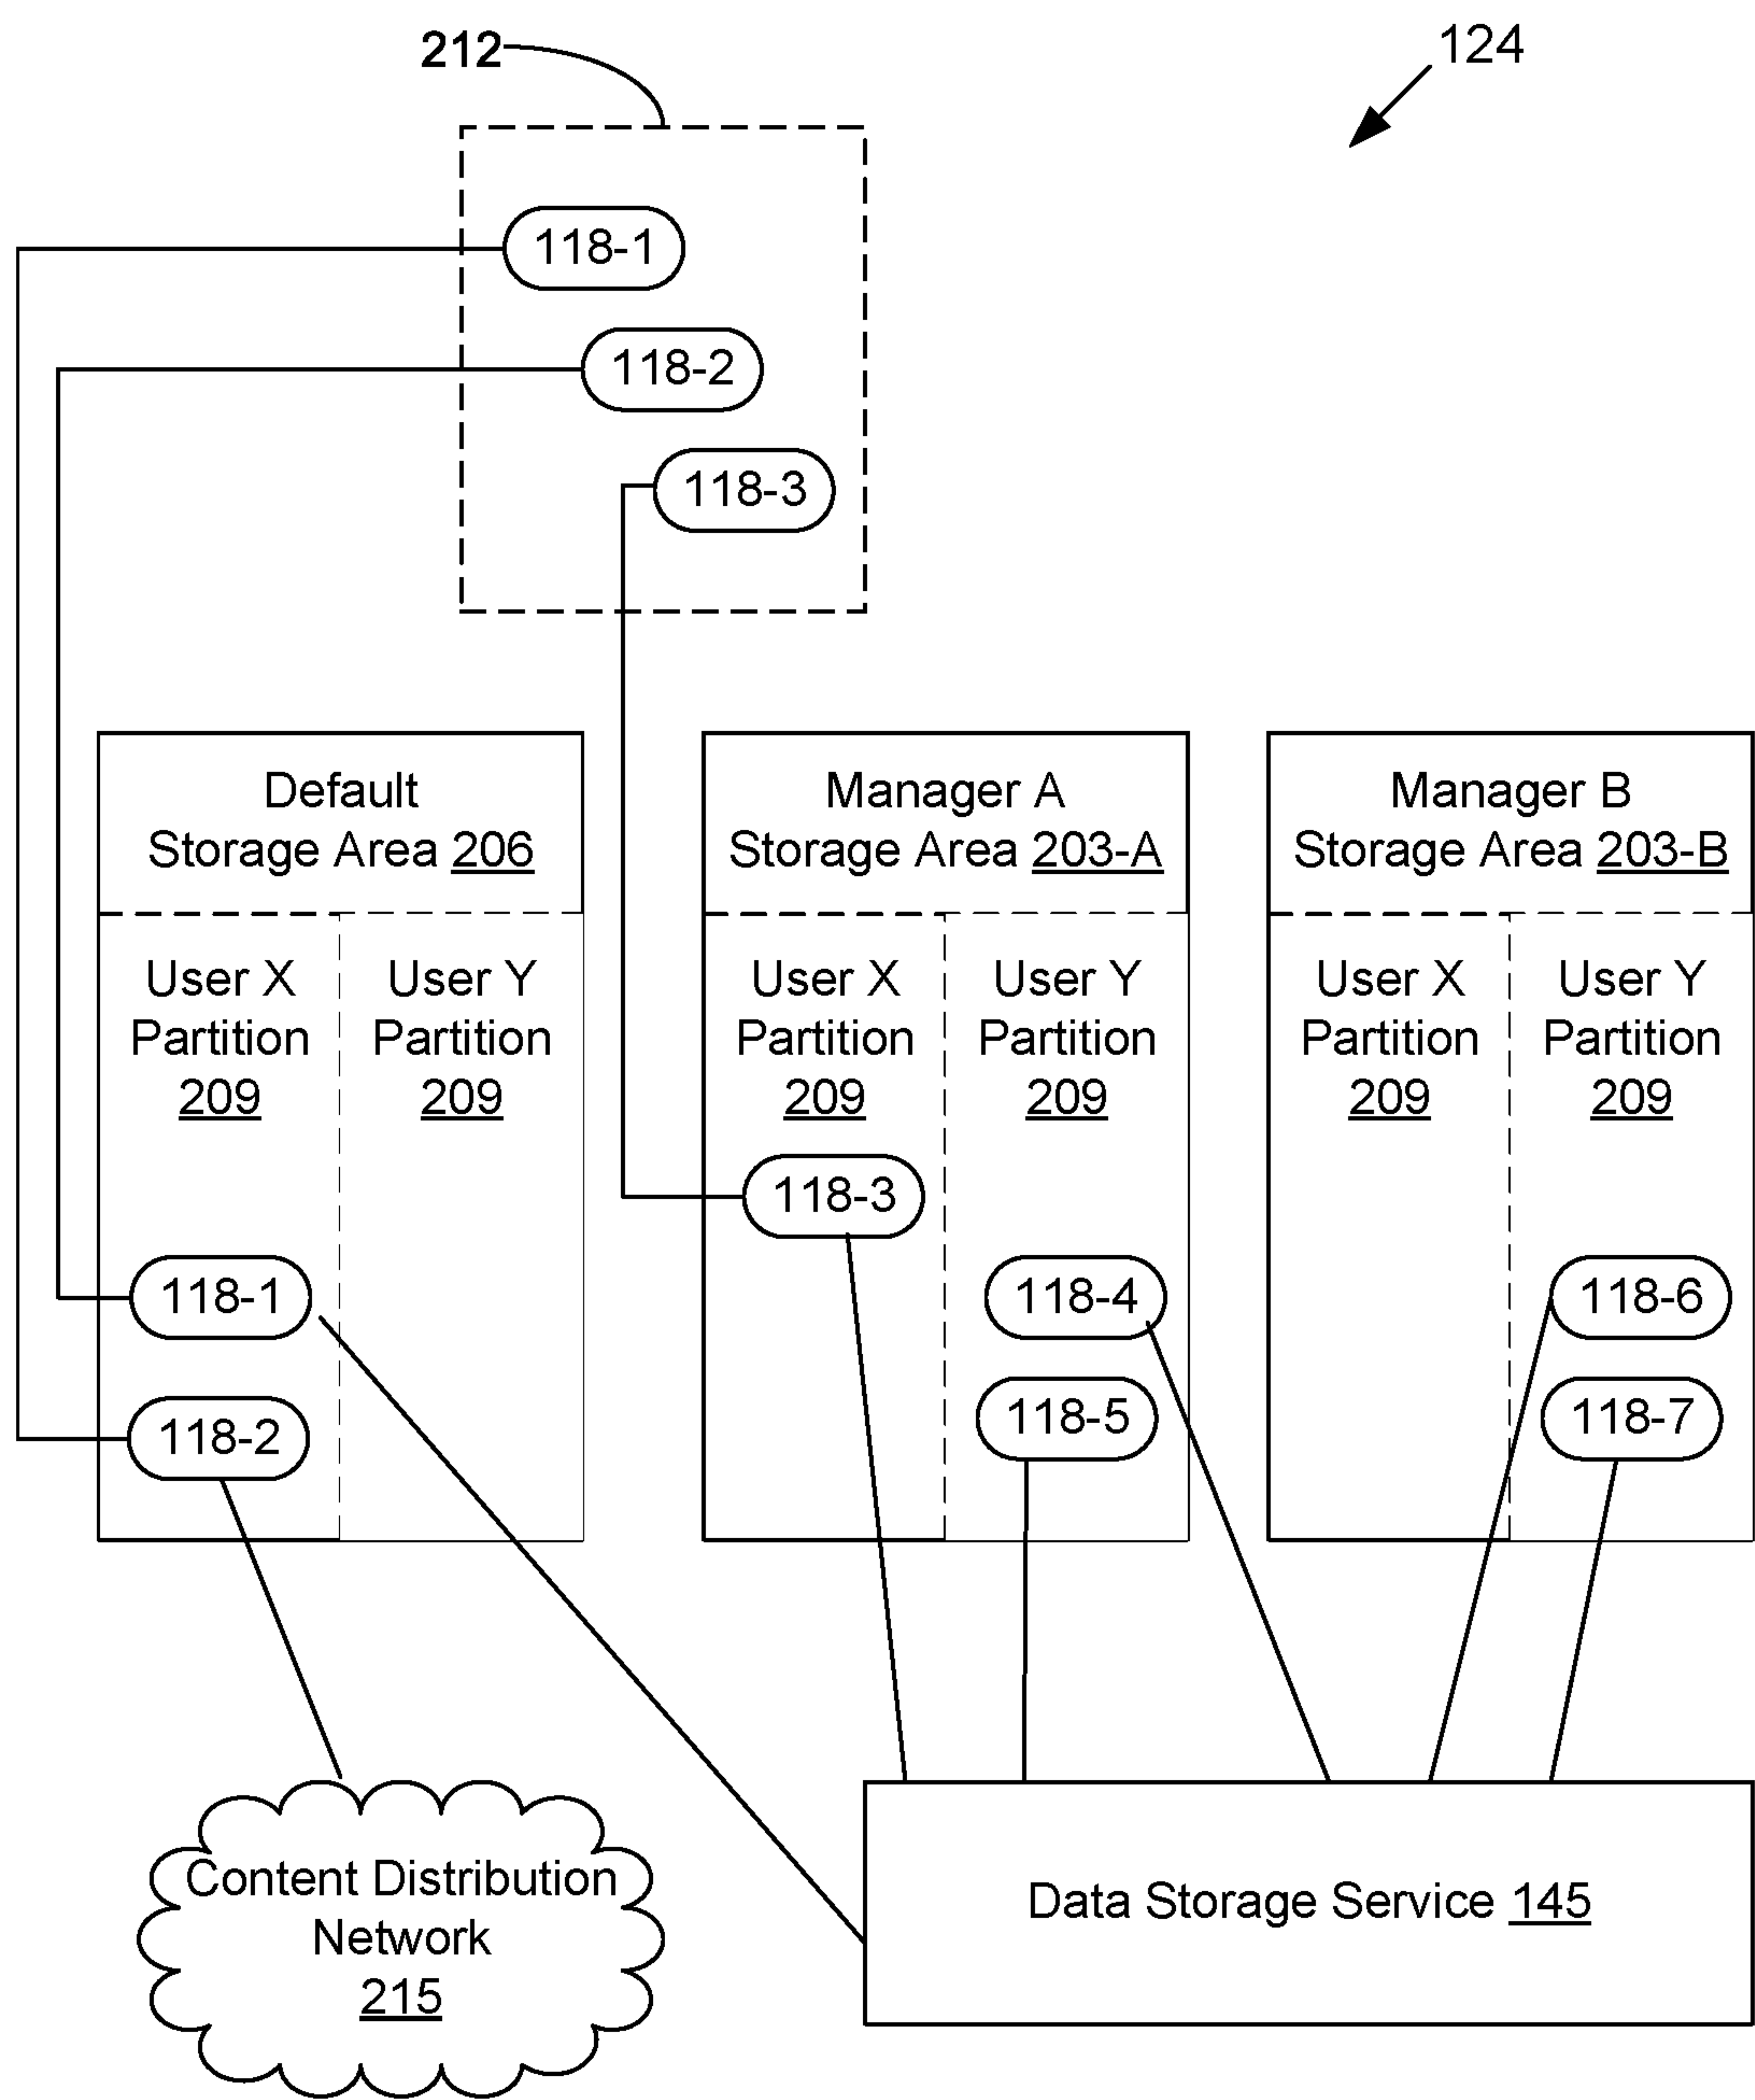 212
124
118-1
118-2
118-3
Default
Storage Area 206
Manager A
Storage Area 203-A
Manager B
Storage Area 203-B
User X
Partition
209
User Y
Partition
209
User X
Partition
209
User Y
Partition
209
User X
Partition
209
User Y
Partition
209
118-3
118-1
118-4
118-6
118-2
118-5
118-7
Content Distribution
Network
215
Data Storage Service 145